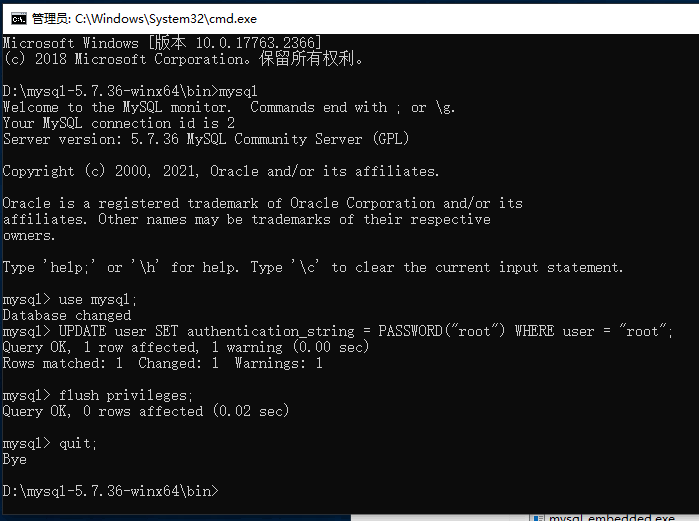 管理员: C:\Windows\System32\cmd.exe
Microsoft Windows [版本 10.0.17763.2366]
(c) 2018 Microsoft Corporation。保留所有权利。
D:\mysql-5.7.36-winx64\bin>mysql
Welcome to the MySQL monitor.  Commands end with ; or \g.
Your MySQL connection id is 2
Server version: 5.7.36 MySQL Community Server (GPL)
Copyright (c) 2000, 2021, Oracle and/or its affiliates.
Oracle is a registered trademark of Oracle Corporation and/or its
affiliates. Other names may be trademarks of their respective
owners.
Type 'help;' or '\h' for help. Type '\c' to clear the current input statement.
mysql> use mysql;
Database changed
mysql> UPDATE user SET authentication_string = PASSWORD("root") WHERE user = "root";
Query OK, 1 row affected, 1 warning (0.00 sec)
Rows matched: 1  Changed: 1  Warnings: 1
mysql> flush privileges;
Query OK, 0 rows affected (0.02 sec)
mysql> quit;
Bye
D:\mysql-5.7.36-winx64\bin>
mysql_embedded.exe